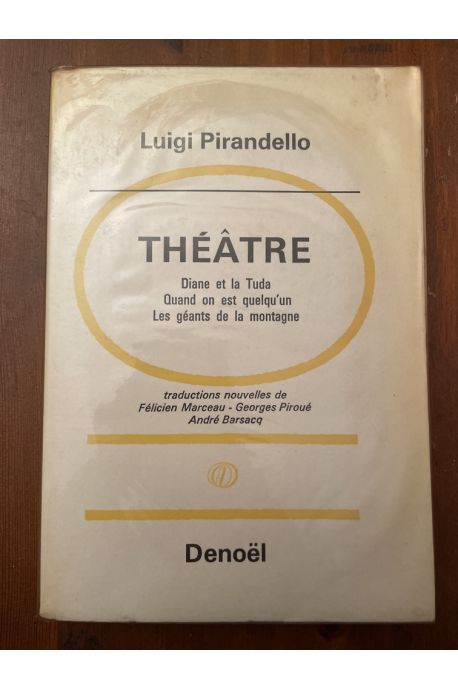 Luigi Pirandello
THÉÂTRE
Diane et la Tuda
Quand on est quelqu'un
Les géants de la montagne
traductions nouvelles de
Félicien Marceau - Georges Piroué
André Barsacq
Denoël